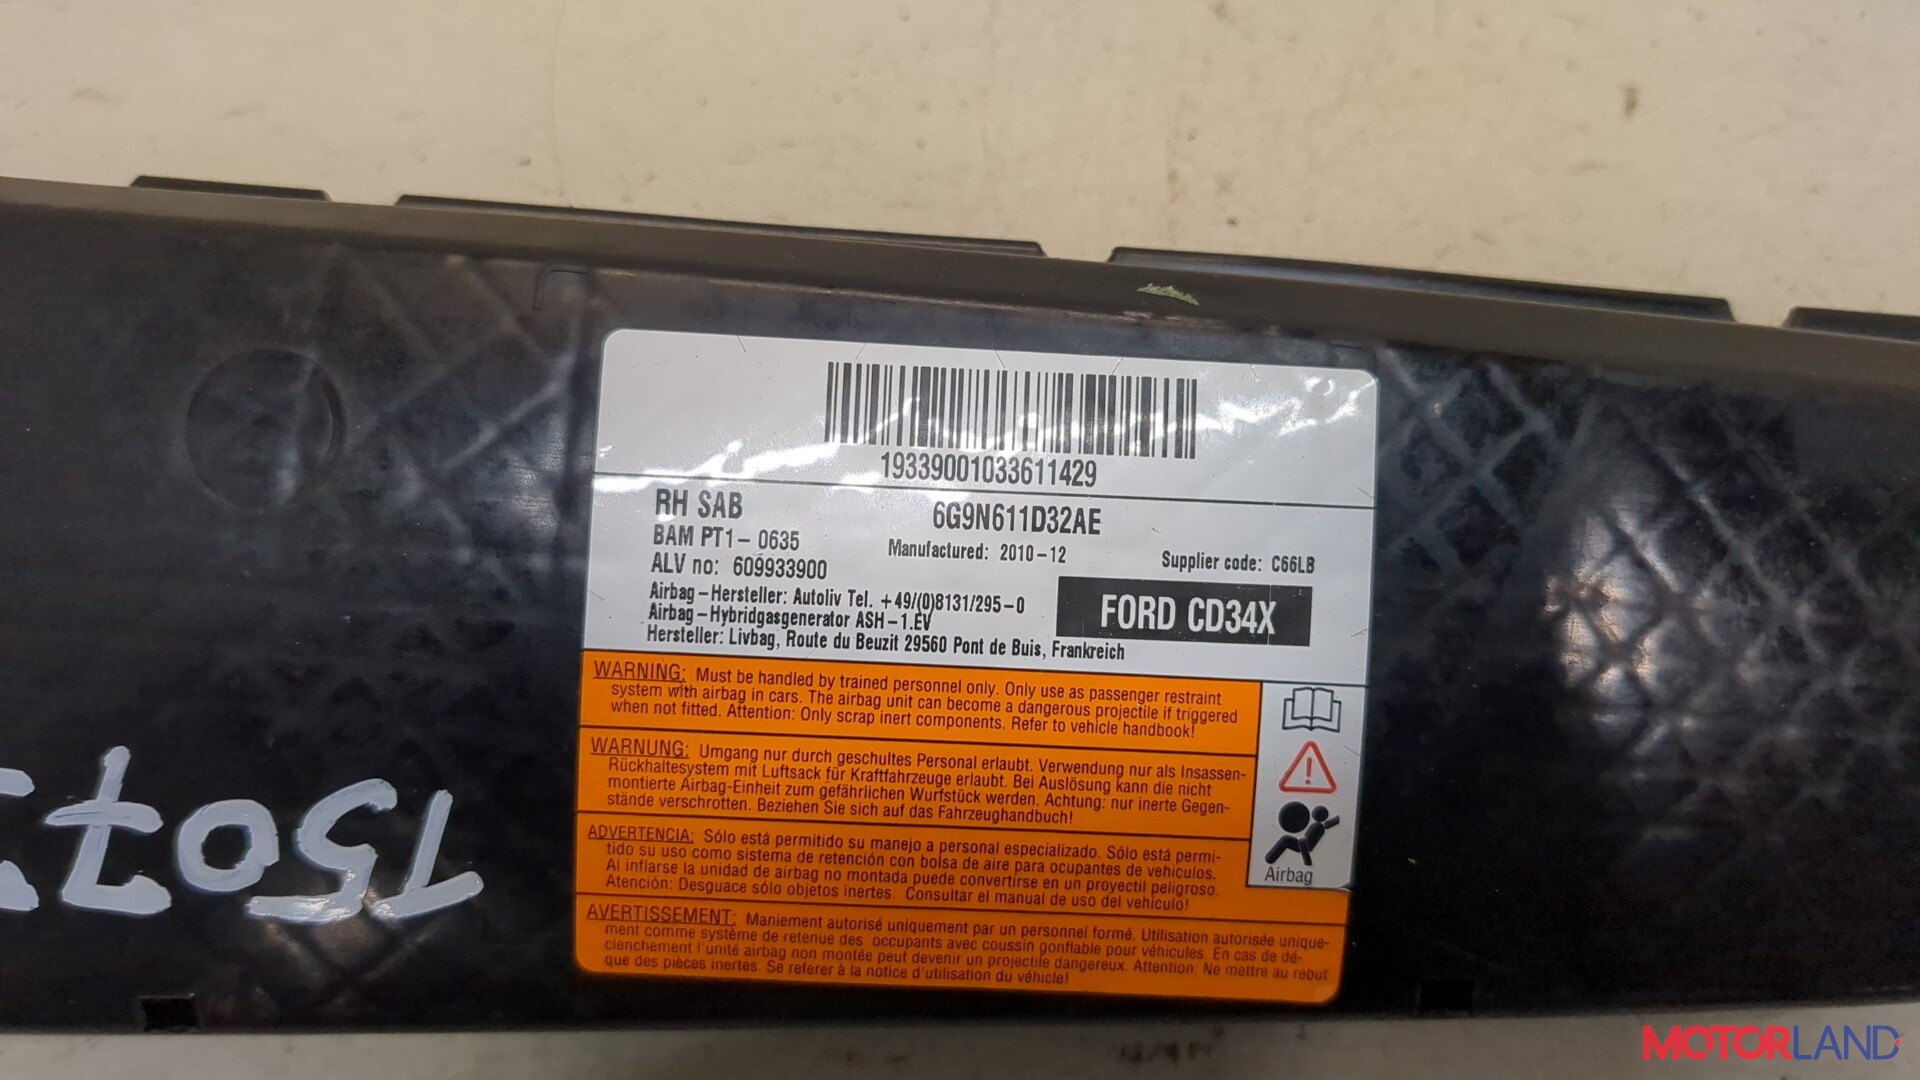 19339001033611429
RH SAB
6G9N611D32AE
BAM PT1-0635
Manufactured: 2010-12
Supplier code: C66LB
ALV no: 609933900
Airbag-Hersteller: Autoliv Tel. +49/(0)8131/295-0
Airbag-Hybridgasgenerator ASH-1.EV
Hersteller: Livbag, Route du Beuzit 29560 Pont de Buis, Frankreich
FORD CD34X
WARNING: Must be handled by trained personnel only. Only use as passenger restraint
system with airbag in cars. The airbag unit can become a dangerous projectile if triggered
when not fitted. Attention: Only scrap inert components. Refer to vehicle handbook!
WARNUNG: Umgang nur durch geschultes Personal erlaubt. Verwendung nur als Insassen-
Rückhaltesystem mit Luftsack für Kraftfahrzeuge erlaubt. Bei Auslösung kann die nicht
montierte Airbag-Einheit zum gefährlichen Wurfstück werden. Achtung: nur inerte Gegen-
stände verschrotten. Beziehen Sie sich auf das Fahrzeughandbuch!
ADVERTENCIA: Sólo está permitido su manejo a personal especializado. Sólo está permi-
tido su uso como sistema de retención con bolsa de aire para ocupantes de vehículos.
Al inflarse la unidad de airbag no montada puede convertirse en un proyectil peligroso.
Atención: Desguace sólo objetos inertes. Consultar el manual de uso del vehículo!
AVERTISSEMENT: Maniement autorisé uniquement par un personnel formé. Utilisation autorisée unique-
ment comme système de retenue des occupants avec coussin gonflable pour véhicules. En cas de dé-
clenchement l'unité airbag non montée peut devenir un projectile dangereux. Attention: Ne mettre au rebut
que des pièces inertes. Se referer à la notice d'utilisation du véhicle!
Airbag
MOTORLAND